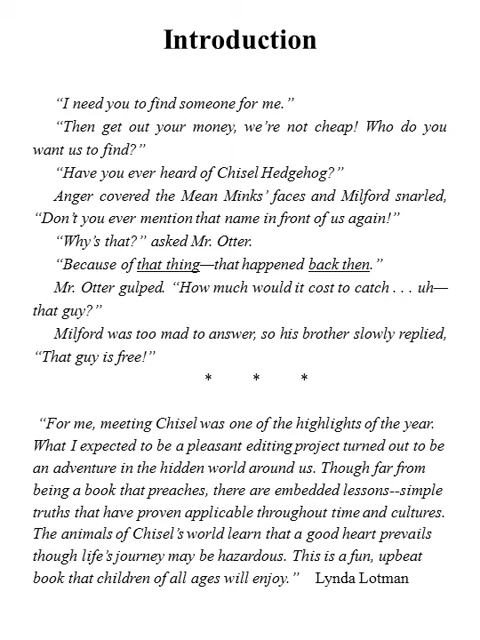 Introduction
“I need you to find someone for me.”
“Then get out your money, we’re not cheap! Who do you
want us to find?”
“Have you ever heard of Chisel Hedgehog?”
Anger covered the Mean Minks’ faces and Milford snarled,
“Don’t you ever mention that name in front of us again!”
“Why’s that?” asked Mr. Otter.
“Because of that thing—that happened back then.”
Mr. Otter gulped. “How much would it cost to catch . . . uh—
that guy?”
Milford was too mad to answer, so his brother slowly replied,
“That guy is free!”
* * *
“For me, meeting Chisel was one of the highlights of the year.
What I expected to be a pleasant editing project turned out to be
an adventure in the hidden world around us. Though far from
being a book that preaches, there are embedded lessons--simple
truths that have proven applicable throughout time and cultures.
The animals of Chisel’s world learn that a good heart prevails
though life’s journey may be hazardous. This is a fun, upbeat
book that children of all ages will enjoy.” Lynda Lotman